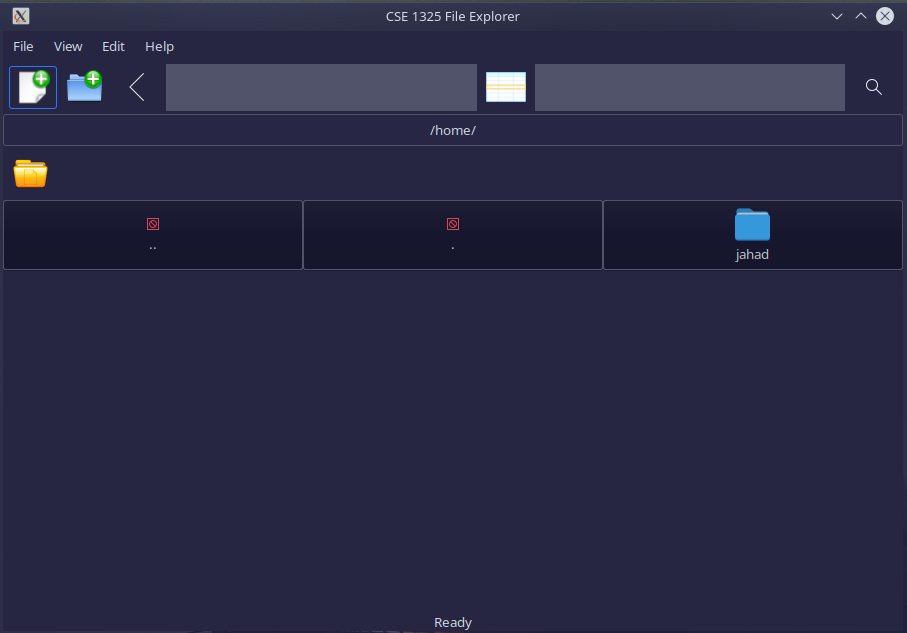 CSE 1325 File Explorer
File View Edit Help
/home/
.. . jahad
Ready